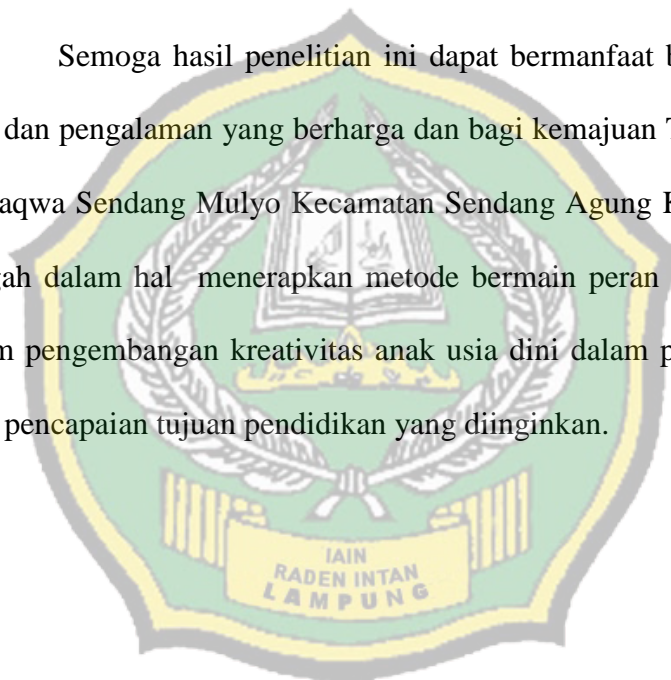 Semoga hasil penelitian ini dapat bermanfaat b
dan pengalaman yang berharga dan bagi kemajuan T
aqwa Sendang Mulyo Kecamatan Sendang Agung K
gah dalam hal menerapkan metode bermain peran
m pengembangan kreativitas anak usia dini dalam p
pencapaian tujuan pendidikan yang diinginkan.
IAIN
RADEN INTAN
LAMPUNG